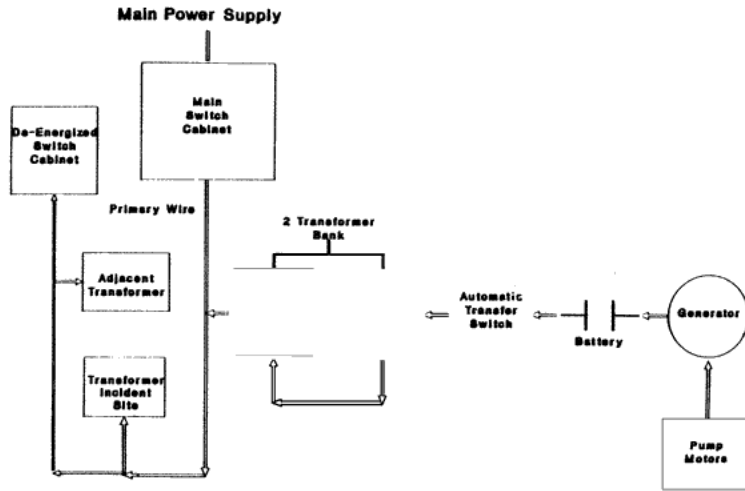 Main Power Supply
Main
Switch
Cabinet
De-Energized
Switch
Cabinet
Primary Wire
2 Transformer
Bank
Adjacent
Transformer
Automatic
Transfer
Switch
Battery
Generator
Transformer
Incident
Site
Pump
Motors